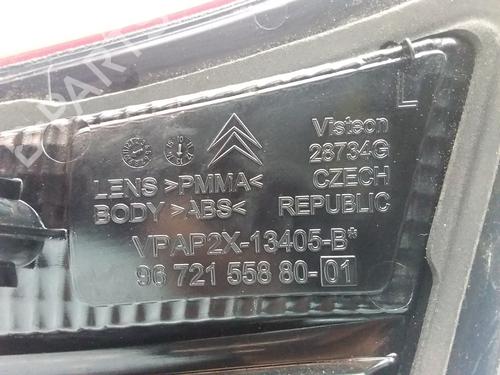 L
Visteon
28734G
LENS >PMMA< CZECH
BODY >ABS< REPUBLIC
VPAP2X-13405-B*
96 721 558 80-01